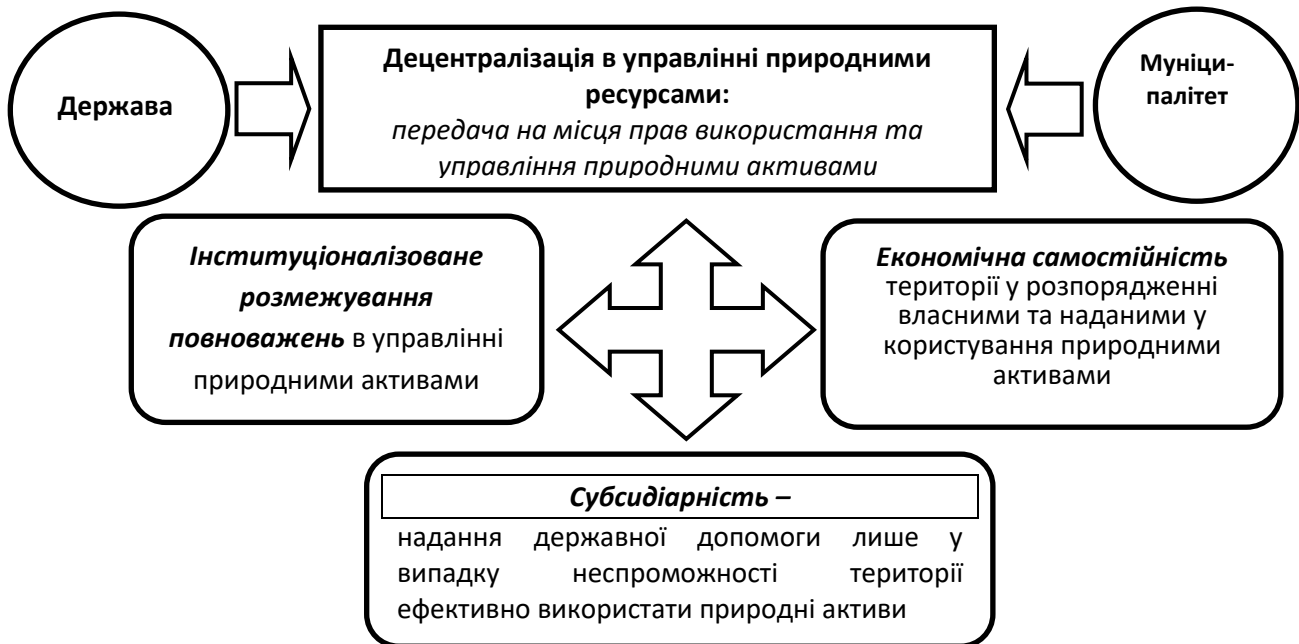 Держава
Децентралізація в управлінні природними
ресурсами:
передача на місця прав використання та
управління природними активами
Муніци-
палітет
Інституціоналізоване
розмежування
повноважень в управлінні
природними активами
Економічна самостійність
території у розпорядженні
власними та наданими у
користування природними
активами
Субсидіарність –
надання державної допомоги лише у
випадку неспроможності території
ефективно використати природні активи